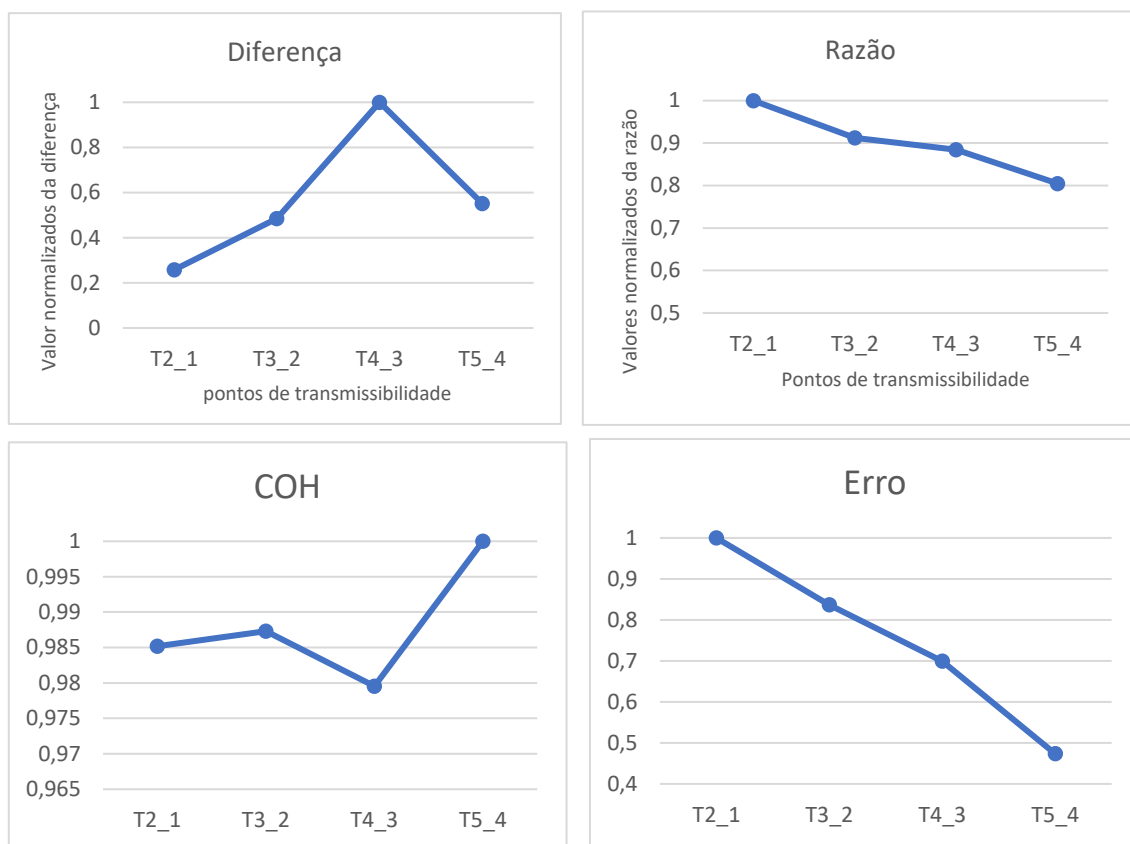 Diferença
Valor normalizados da diferença
1
0,8
0,6
0,4
0,2
0
T2_1 T3_2 T4_3 T5_4
pontos de transmissibilidade
Razão
Valores normalizados da razão
1
0,9
0,8
0,7
0,6
0,5
T2_1 T3_2 T4_3 T5_4
Pontos de transmissibilidade
COH
1
0,995
0,99
0,985
0,98
0,975
0,97
0,965
T2_1 T3_2 T4_3 T5_4
Erro
1
0,9
0,8
0,7
0,6
0,5
0,4
T2_1 T3_2 T4_3 T5_4